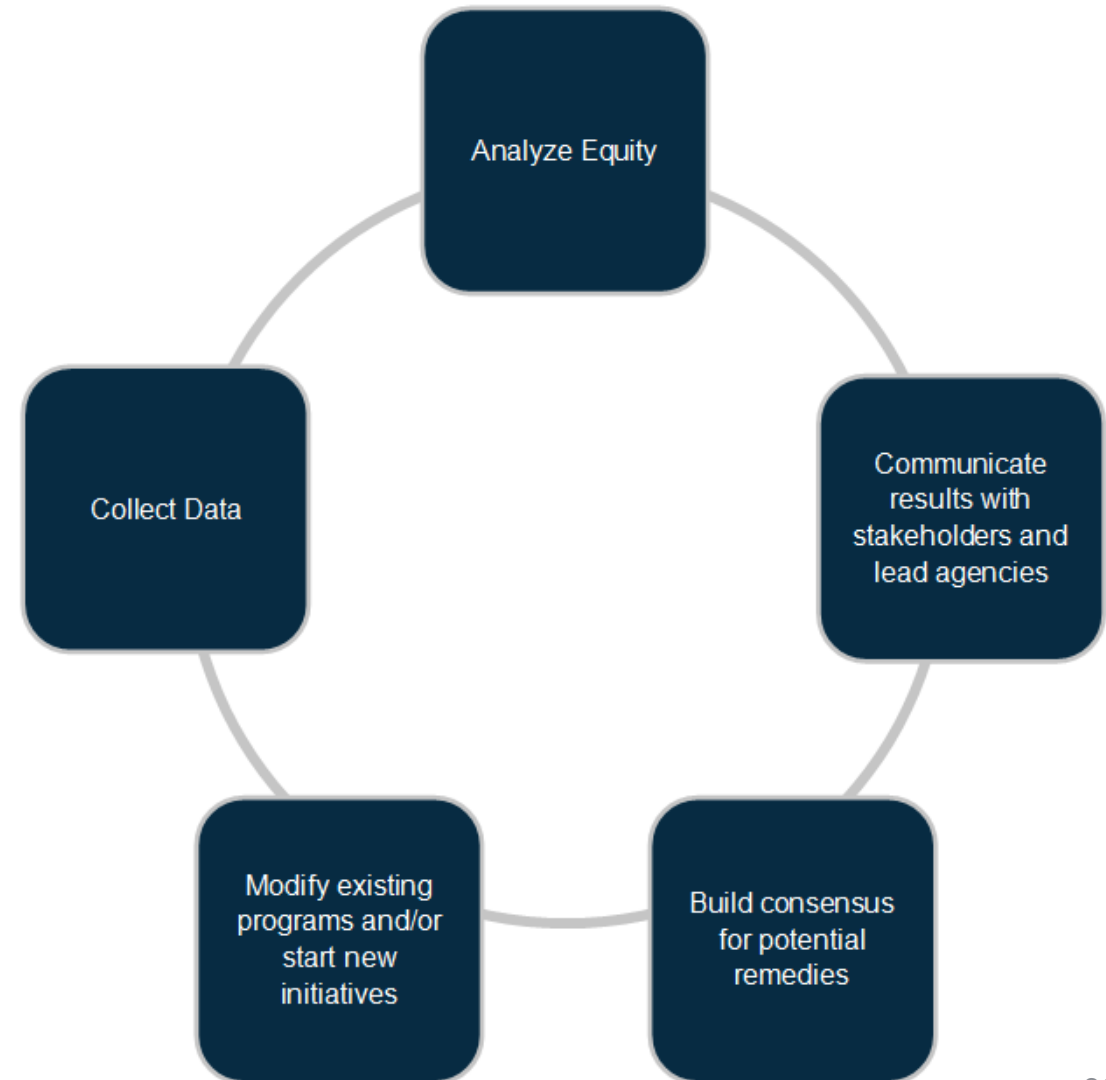 Analyze Equity
Communicate
results with
stakeholders and
lead agencies
Build consensus
for potential
remedies
Modify existing
programs and/or
start new
initiatives
Collect Data